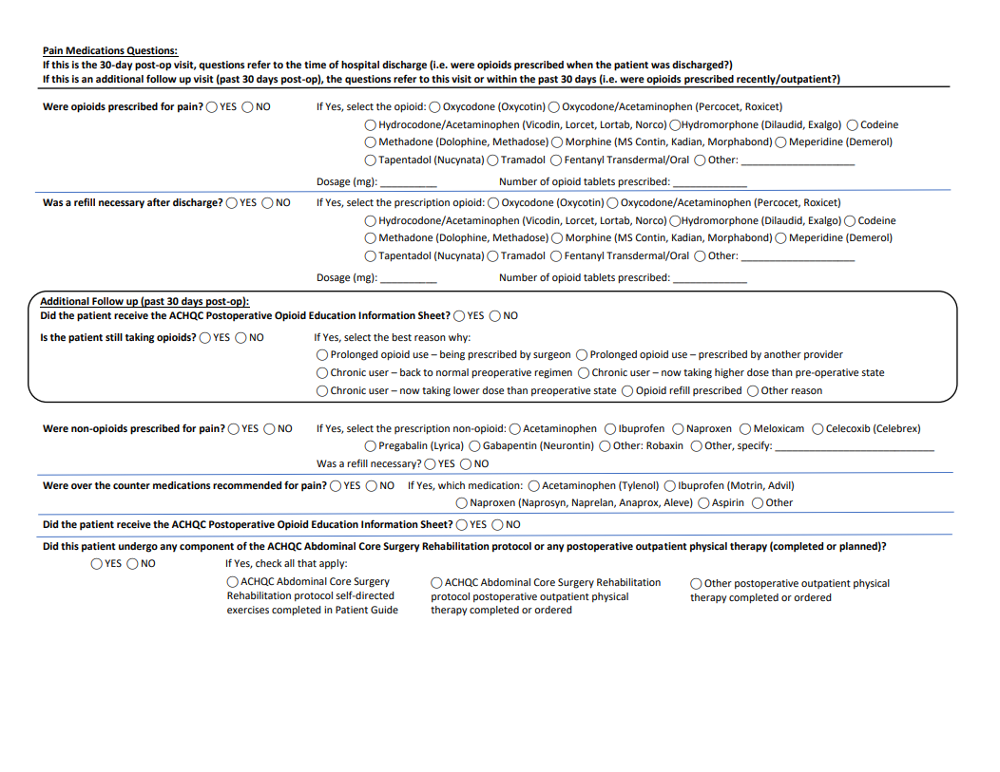 Pain Medications Questions:
If this is the 30-day post-op visit, questions refer to the time of hospital discharge (i.e. were opioids prescribed when the patient was discharged?)
If this is an additional follow up visit (past 30 days post-op), the questions refer to this visit or within the past 30 days (i.e. were opioids prescribed recently/outpatient?)
Were opioids prescribed for pain? YES NO If Yes, select the opioid: Oxycodone (Oxycotin) Oxycodone/Acetaminophen (Percocet, Roxicet)
Hydrocodone/Acetaminophen (Vicodin, Lorcet, Lortab, Norco) Hydromorphone (Dilaudid, Exalgo) Codeine
Methadone (Dolophine, Methadose) Morphine (MS Contin, Kadian, Morphabond) Meperidine (Demerol)
Tapentadol (Nucynata) Tramadol Fentanyl Transdermal/Oral Other: ____________________
Dosage (mg): __________ Number of opioid tablets prescribed: _____________
Was a refill necessary after discharge? YES NO If Yes, select the prescription opioid: Oxycodone (Oxycotin) Oxycodone/Acetaminophen (Percocet, Roxicet)
Hydrocodone/Acetaminophen (Vicodin, Lorcet, Lortab, Norco) Hydromorphone (Dilaudid, Exalgo) Codeine
Methadone (Dolophine, Methadose) Morphine (MS Contin, Kadian, Morphabond) Meperidine (Demerol)
Tapentadol (Nucynata) Tramadol Fentanyl Transdermal/Oral Other: ____________________
Dosage (mg): __________ Number of opioid tablets prescribed: _____________
Additional Follow up (past 30 days post-op):
Did the patient receive the ACHQC Postoperative Opioid Education Information Sheet? YES NO
Is the patient still taking opioids? YES NO If Yes, select the best reason why:
Prolonged opioid use – being prescribed by surgeon Prolonged opioid use – prescribed by another provider
Chronic user – back to normal preoperative regimen Chronic user – now taking higher dose than pre-operative state
Chronic user – now taking lower dose than preoperative state Opioid refill prescribed Other reason
Were non-opioids prescribed for pain? YES NO If Yes, select the prescription non-opioid: Acetaminophen Ibuprofen Naproxen Meloxicam Celecoxib (Celebrex)
Pregabalin (Lyrica) Gabapentin (Neurontin) Other: Robaxin Other, specify: ____________________________
Was a refill necessary? YES NO
Were over the counter medications recommended for pain? YES NO If Yes, which medication: Acetaminophen (Tylenol) Ibuprofen (Motrin, Advil)
Naproxen (Naprosyn, Naprelan, Anaprox, Aleve) Aspirin Other
Did the patient receive the ACHQC Postoperative Opioid Education Information Sheet? YES NO
Did this patient undergo any component of the ACHQC Abdominal Core Surgery Rehabilitation protocol or any postoperative outpatient physical therapy (completed or planned)?
YES NO If Yes, check all that apply:
ACHQC Abdominal Core Surgery
Rehabilitation protocol self-directed
exercises completed in Patient Guide
ACHQC Abdominal Core Surgery Rehabilitation
protocol postoperative outpatient physical
therapy completed or ordered
Other postoperative outpatient physical
therapy completed or ordered